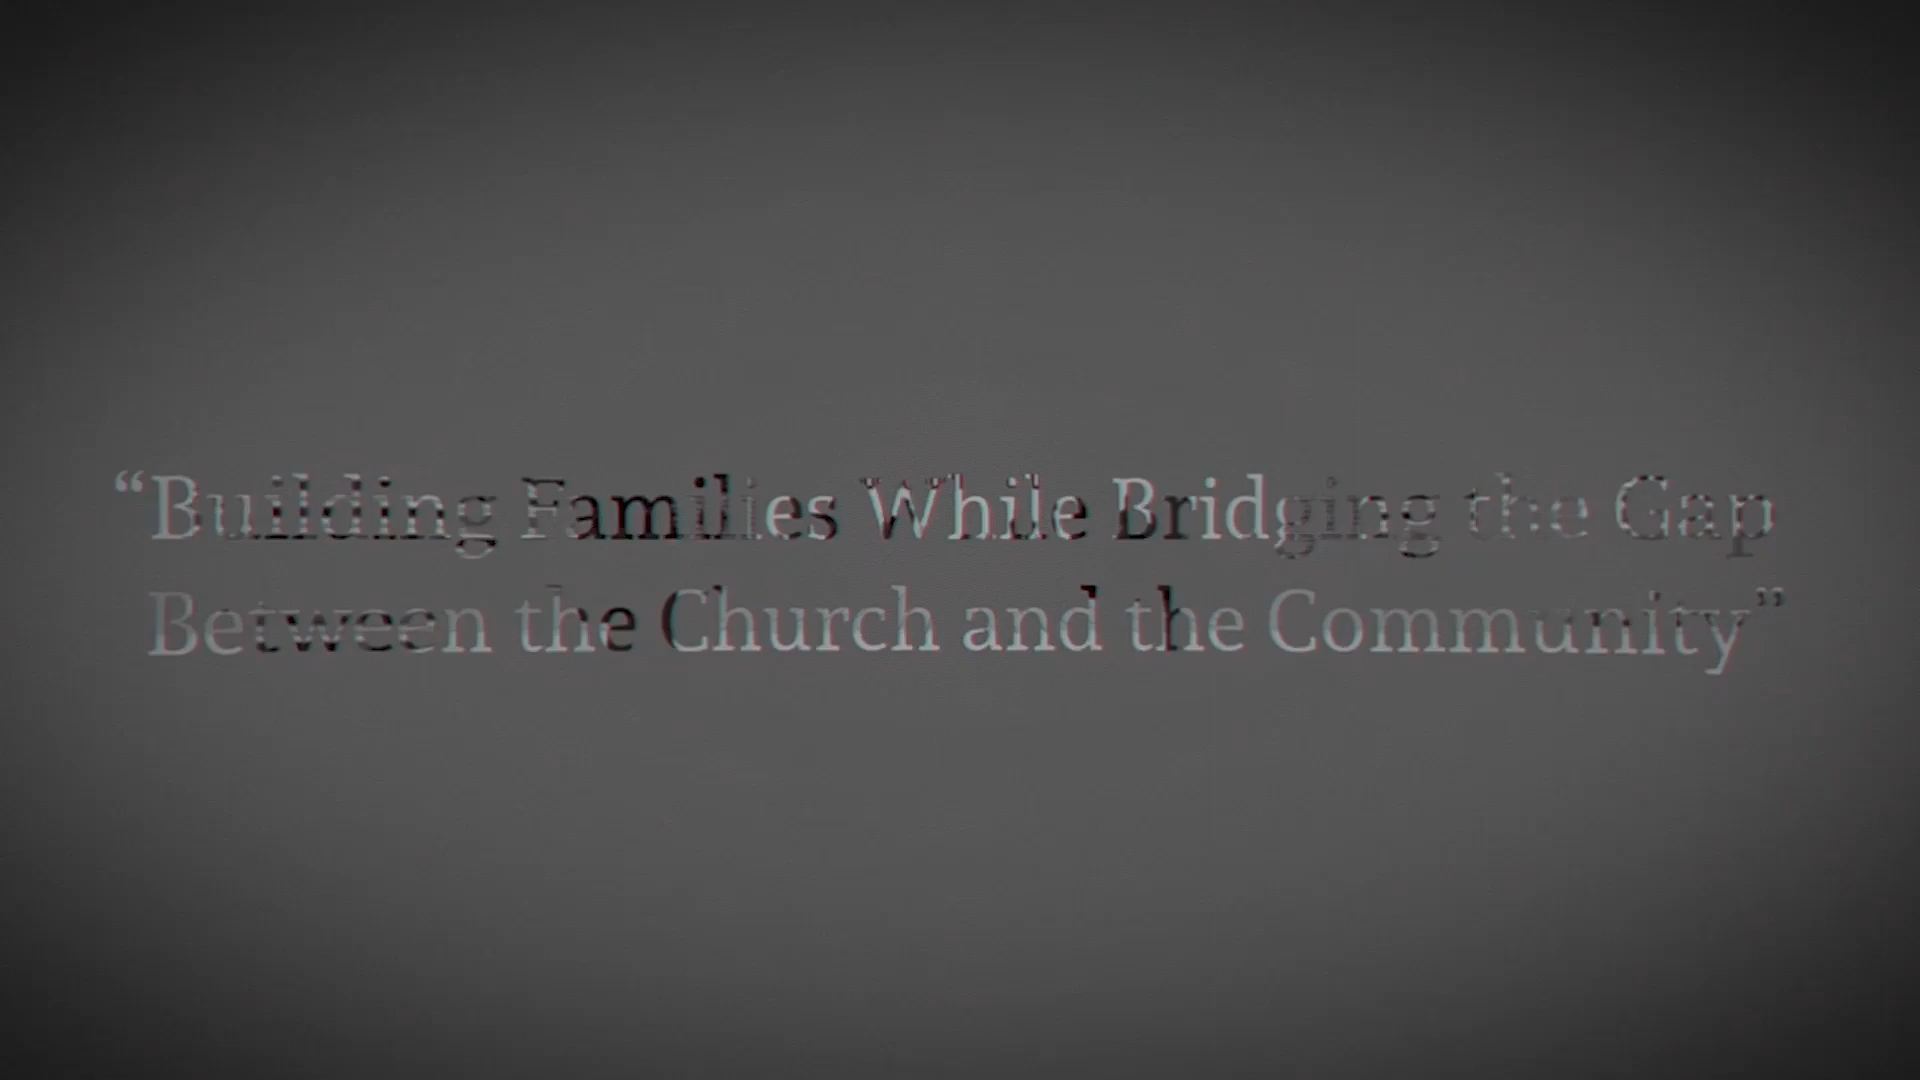 “Building Families While Bridging the Gap
Between the Church and the Community”